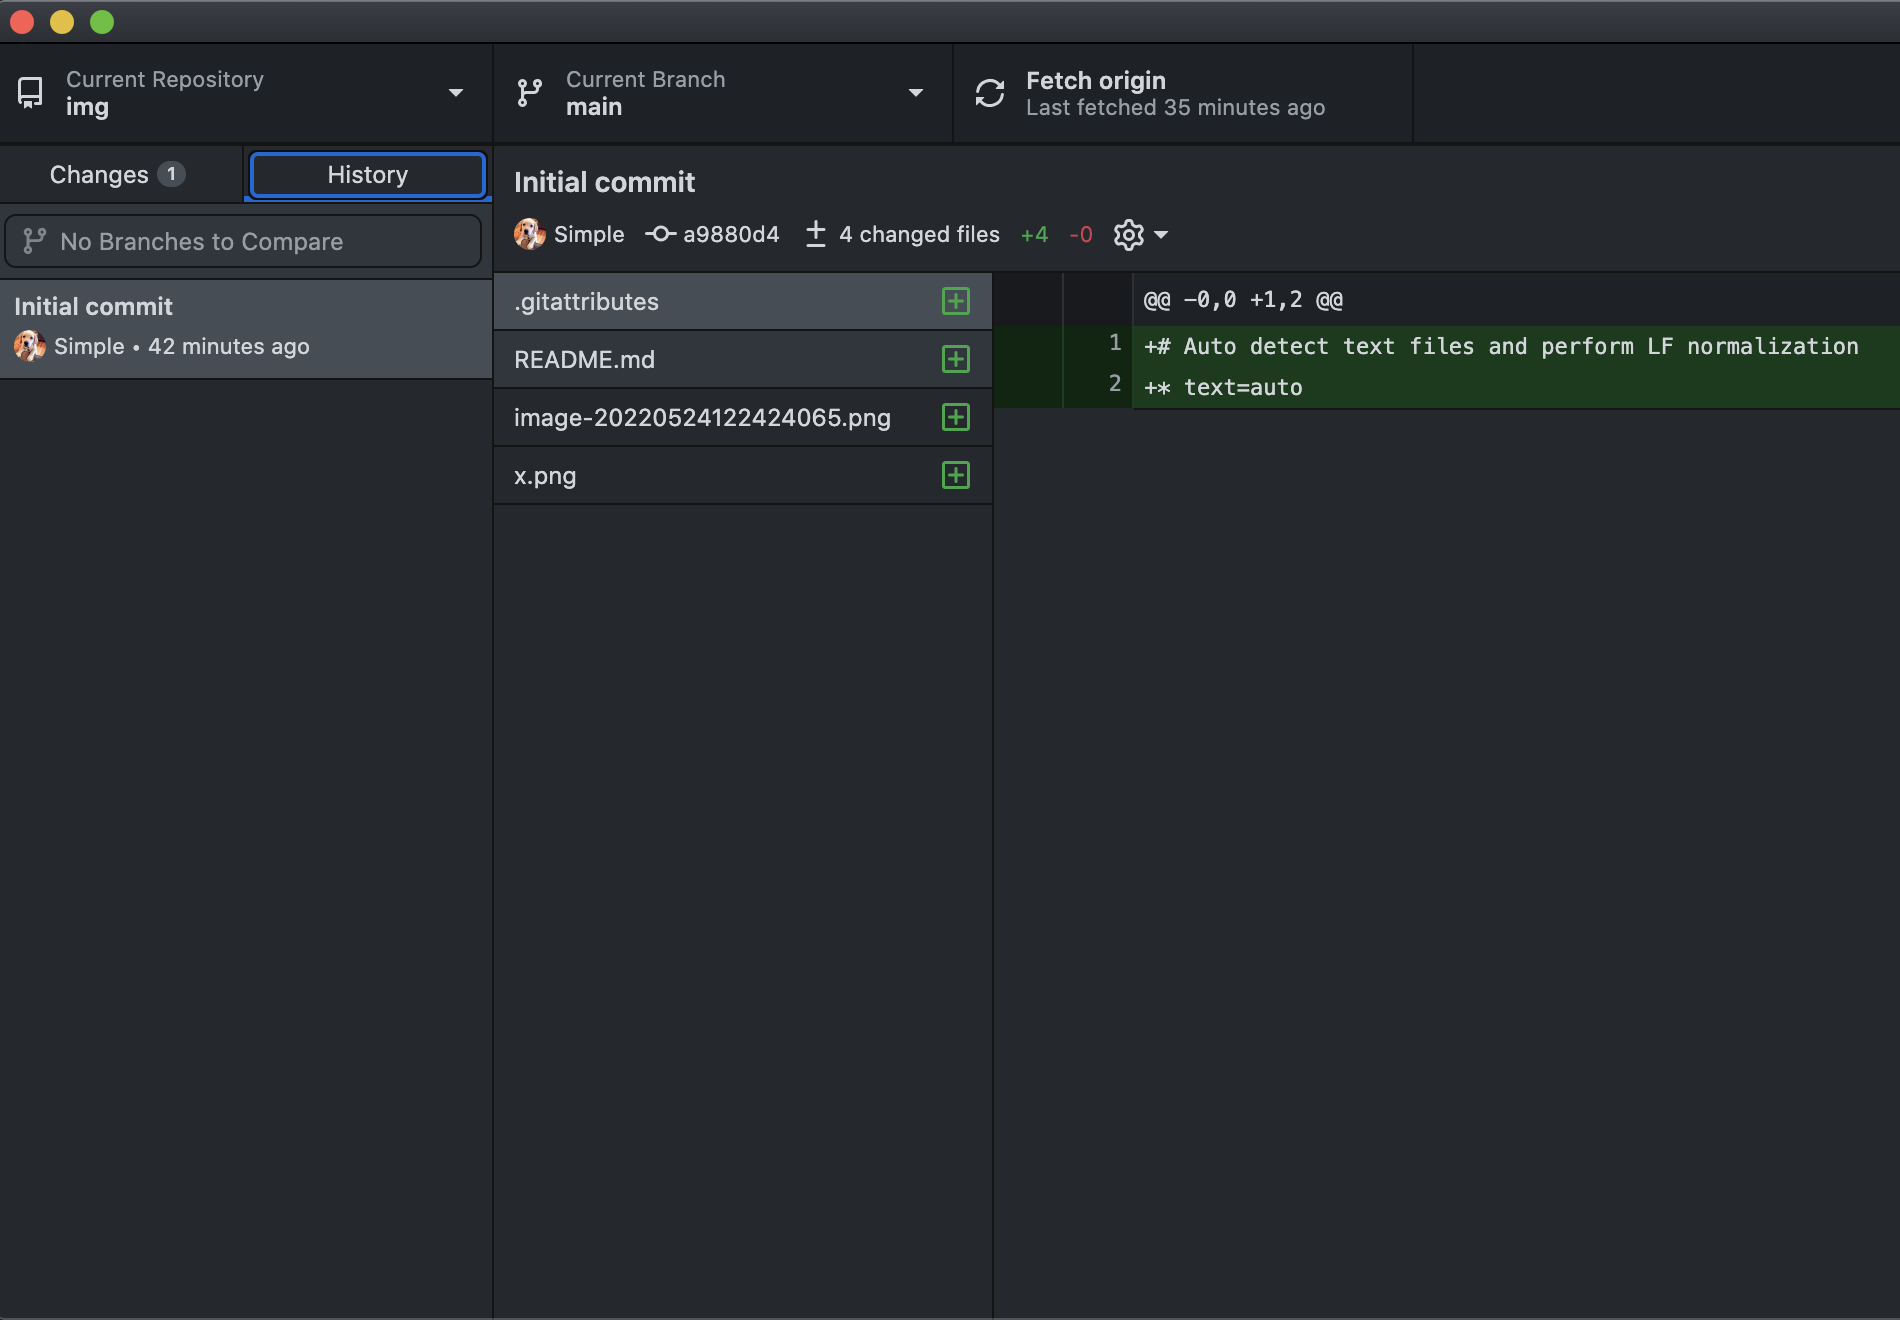 Current Repository
img
Current Branch
main
Fetch origin
Last fetched 35 minutes ago
Changes 1
History
No Branches to Compare
Initial commit
Simple • 42 minutes ago
Initial commit
Simple a9880d4 4 changed files +4 -0
.gitattributes
README.md
image-20220524122424065.png
x.png
@@ -0,0 +1,2 @@
1 +# Auto detect text files and perform LF normalization
2 +* text=auto